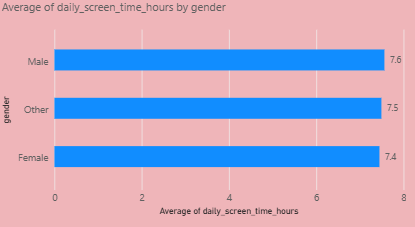 Average of daily_screen_time_hours by gender
gender
Male
7.6
Other
7.5
Female
7.4
0 2 4 6 8
Average of daily_screen_time_hours